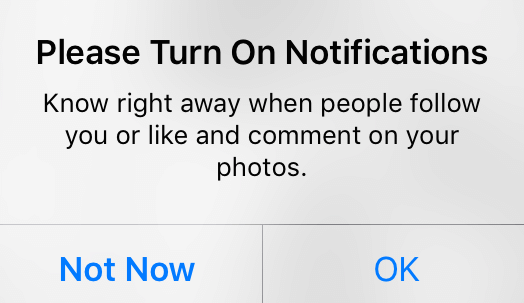 Please Turn On Notifications
Know right away when people follow
you or like and comment on your
photos.
Not Now
OK